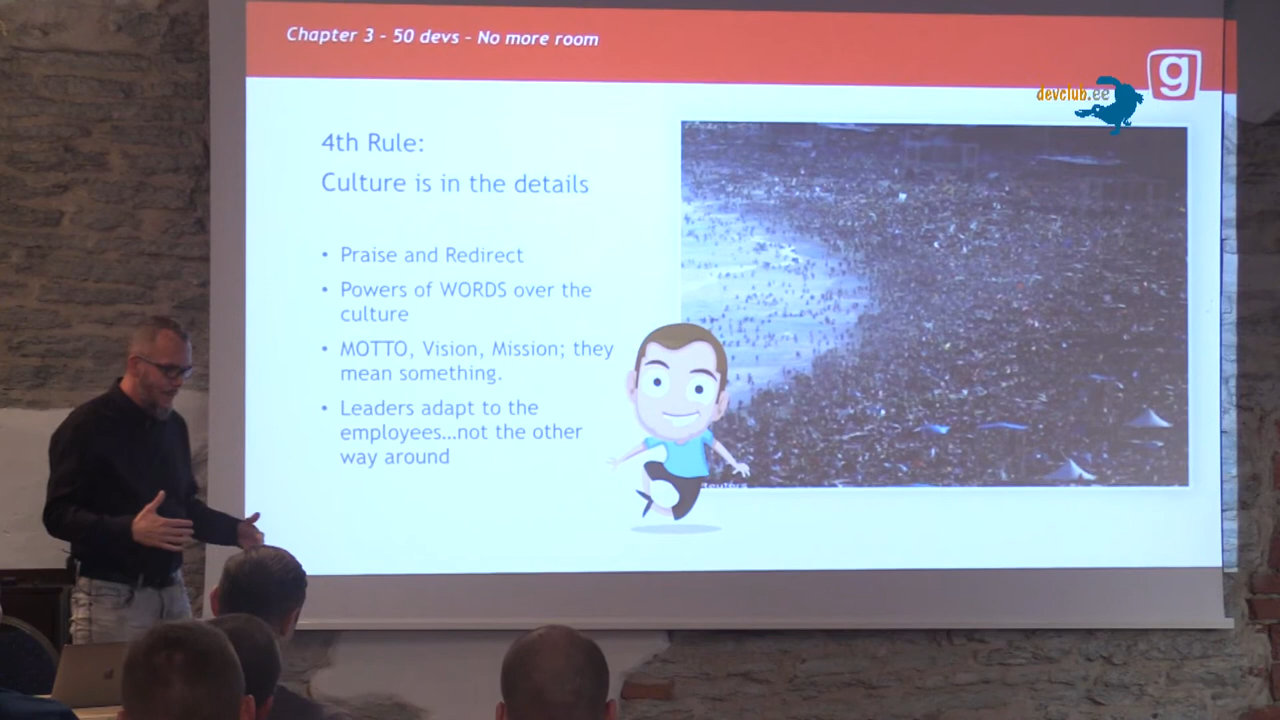 Chapter 3 - 50 devs - No more room
g
devclub.ee
4th Rule:
Culture is in the details
• Praise and Redirect
• Powers of WORDS over the
culture
• MOTTO, Vision, Mission; they
mean something.
• Leaders adapt to the
employees...not the other
way around
Reuters